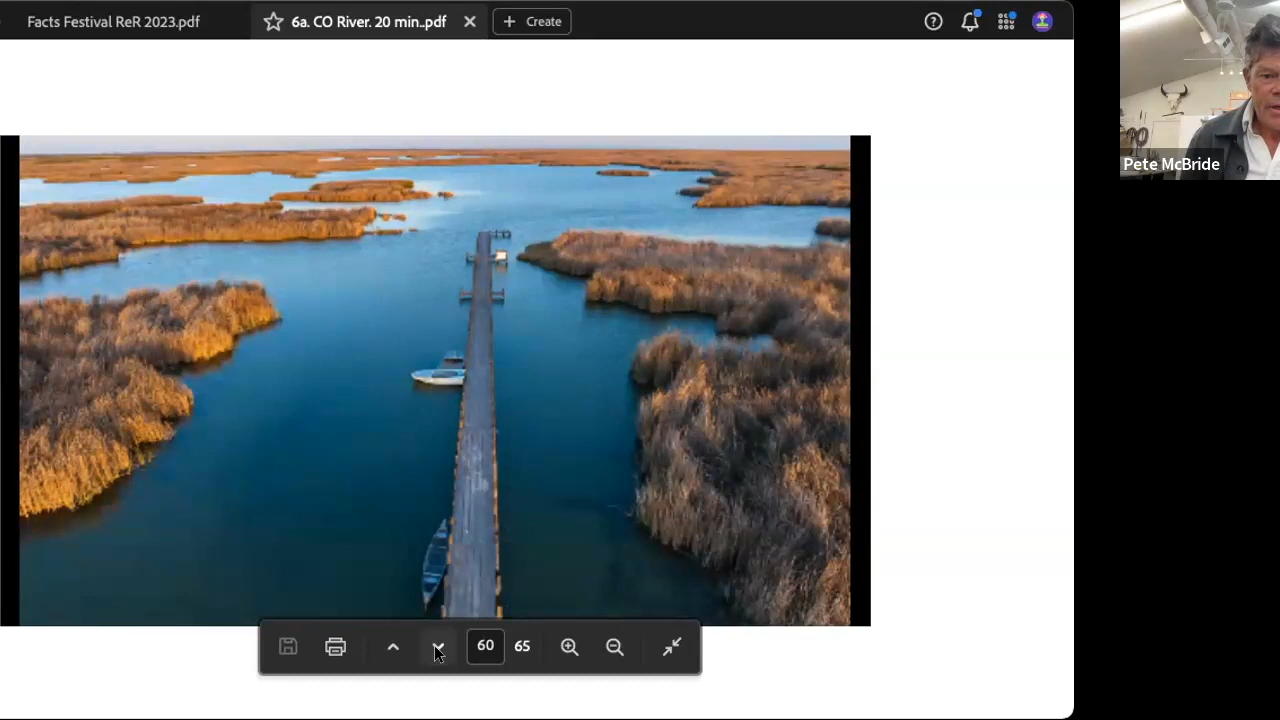 Facts Festival ReR 2023.pdf
6a. CO River. 20 min..pdf
Create
Pete McBride
60
65